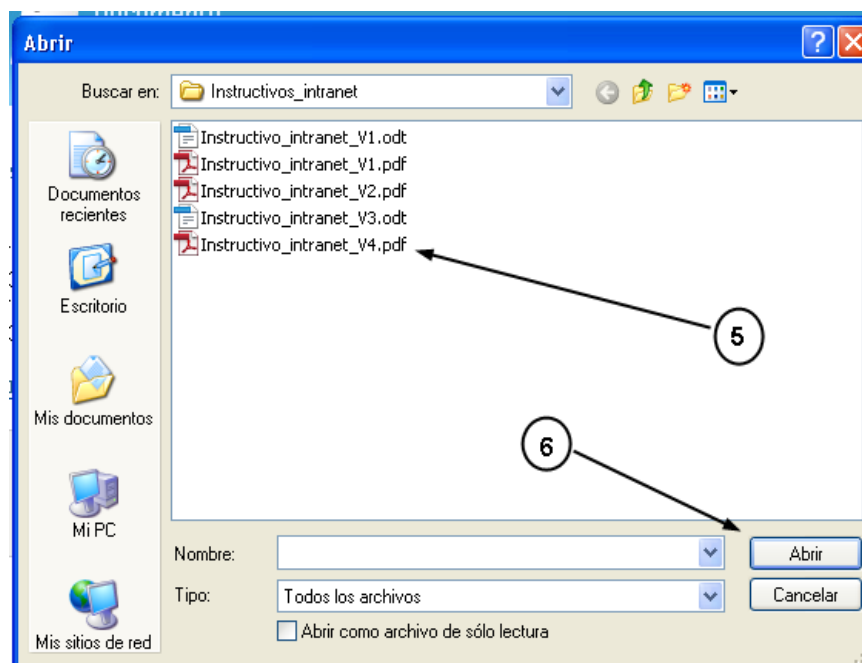 Documento
Abrir
Buscar en: Instructivos_intranet
Instructivo_intranet_V1.odt
Instructivo_intranet_V1.pdf
Instructivo_intranet_V2.pdf
Instructivo_intranet_V3.odt
Instructivo_intranet_V4.pdf
Documentos
recientes
Escritorio
Mis documentos
Mi PC
Mis sitios de red
5
6
Nombre:
Abrir
Tipo: Todos los archivos
Cancelar
Abrir como archivo de sólo lectura